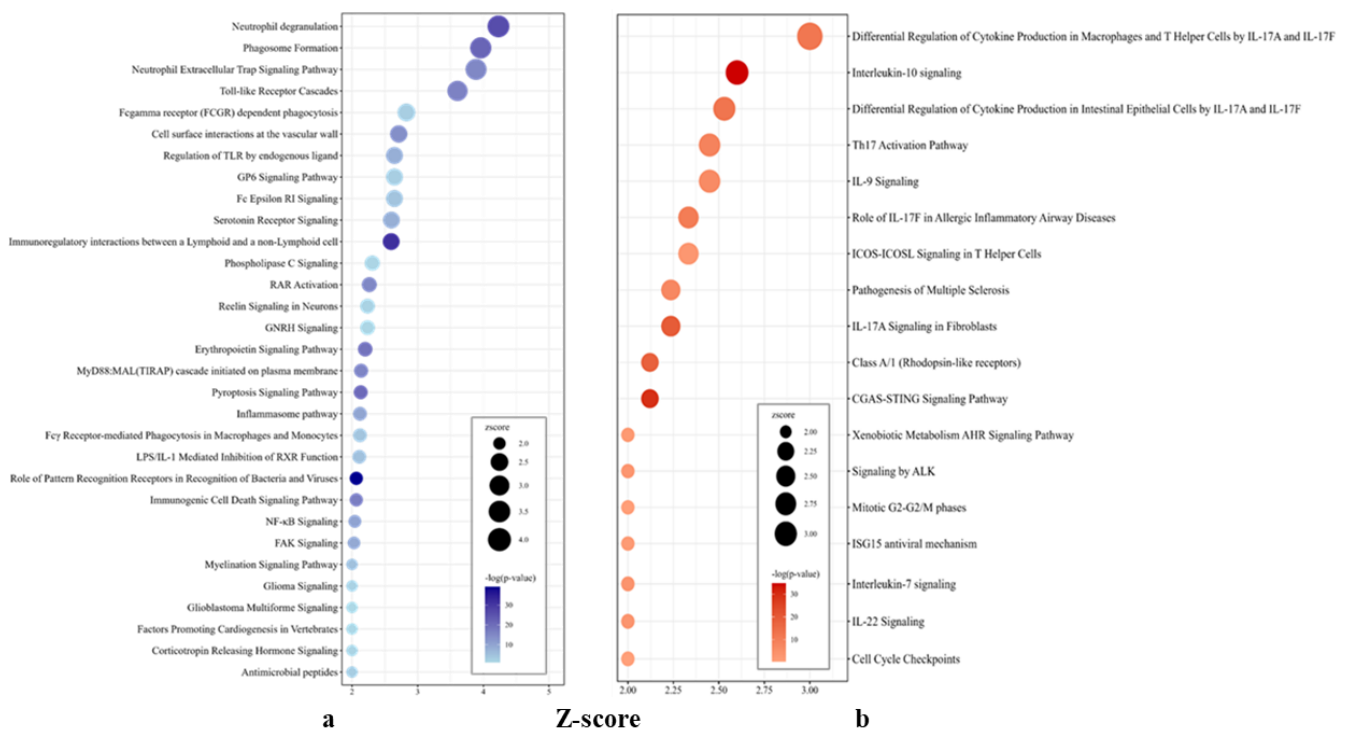 Neutrophil degranulation
Phagosome Formation
Neutrophil Extracellular Trap Signaling Pathway
Toll-like Receptor Cascades
Fcgamma receptor (FCGR) dependent phagocytosis
Cell surface interactions at the vascular wall
Regulation of TLR by endogenous ligand
GP6 Signaling Pathway
Fc Epsilon RI Signaling
Serotonin Receptor Signaling
Immunoregulatory interactions between a Lymphoid and a non-Lymphoid cell
Phospholipase C Signaling
RAR Activation
Reelin Signaling in Neurons
GNRH Signaling
Erythropoietin Signaling Pathway
MyD88:MAL(TIRAP) cascade initiated on plasma membrane
Pyroptosis Signaling Pathway
Inflammasome pathway
Fcγ Receptor-mediated Phagocytosis in Macrophages and Monocytes
LPS/IL-1 Mediated Inhibition of RXR Function
Role of Pattern Recognition Receptors in Recognition of Bacteria and Viruses
Immunogenic Cell Death Signaling Pathway
NF-κB Signaling
FAK Signaling
Myelination Signaling Pathway
Glioma Signaling
Glioblastoma Multiforme Signaling
Factors Promoting Cardiogenesis in Vertebrates
Corticotropin Releasing Hormone Signaling
Antimicrobial peptides
zscore
2.0
2.5
3.0
3.5
4.0
-log(p-value)
30
20
10
2 3 4 5
Differential Regulation of Cytokine Production in Macrophages and T Helper Cells by IL-17A and IL-17F
Interleukin-10 signaling
Differential Regulation of Cytokine Production in Intestinal Epithelial Cells by IL-17A and IL-17F
Th17 Activation Pathway
IL-9 Signaling
Role of IL-17F in Allergic Inflammatory Airway Diseases
ICOS-ICOSL Signaling in T Helper Cells
Pathogenesis of Multiple Sclerosis
IL-17A Signaling in Fibroblasts
Class A/1 (Rhodopsin-like receptors)
CGAS-STING Signaling Pathway
Xenobiotic Metabolism AHR Signaling Pathway
Signaling by ALK
Mitotic G2-G2/M phases
ISG15 antiviral mechanism
Interleukin-7 signaling
IL-22 Signaling
Cell Cycle Checkpoints
zscore
2.00
2.25
2.50
2.75
3.00
-log(p-value)
30
20
10
2.00 2.25 2.50 2.75 3.00
a Z-score b